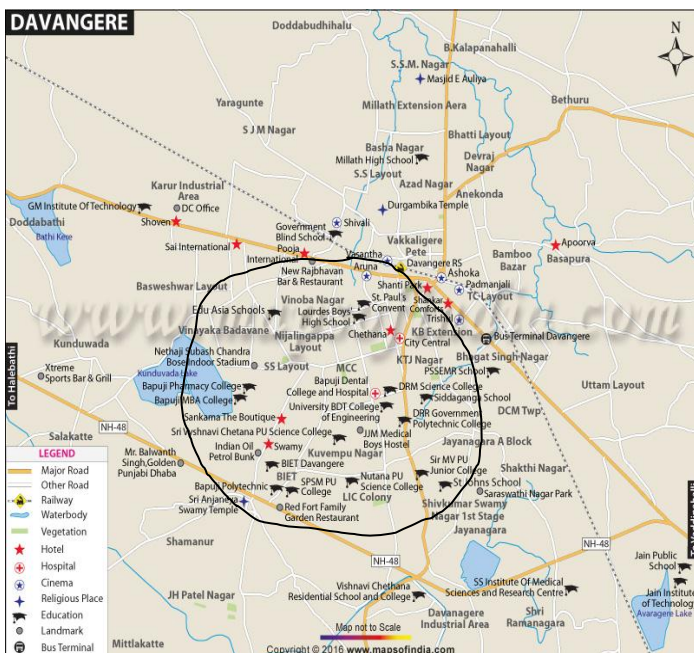 DAVANGERE
Doddabudhihalu
N
B.Kalapanahalli
S.S.M. Nagar
Masjid E Auliya
Yaragunte
Millath Extension Aera
Bethuru
S J M Nagar
Bhatti Layout
Basha Nagar
Millath High School
Devraj
Nagar
S.S Layout
Karur Industrial
Area
Azad Nagar
Anekonda
GM Institute Of Technology
DC Office
Durgambika Temple
Doddabathi
Shoven
Government
Blind School
Shivali
Bathi Kere
Sai International
Pooja
International
Vasantha
Vakkaligere
Pete
Davangere RS
Bamboo
Bazar
Apoorva
Basapura
New Rajbhavan
Bar & Restaurant
Aruna
Ashoka
Basweshwar Layout
Shanti Park
Padmanjali
TC Layout
Vinoba Nagar
St. Paul's
Convent
Shankar
Comforts
Edu Asia Schools
Lourdes Boys
High School
Trishul
www.mapsofindia.com
Vinayaka Badavane
Nijalingappa
Layout
Chethana
KB Extension
City Central
Bus Terminal Davangere
Kunduwada
Nethaji Subash Chandra
Bose Indoor Stadium
KTJ Nagar
Bhagat Singh Nagar
Xtreme
Sports Bar & Grill
Kunduvada Lake
SS Layout
MCC
PSSEMR School
Bapuji Pharmacy College
Bapuji MBA College
Bapuji Dental
College and Hospital
DRM Science College
Siddaganga School
Uttam Layout
To Halebathi
University BDT College
of Engineering
DCM Twp
Sankama The Boutique
DRR Government
Polytechnic College
Salakatte
NH-48
Sri Vyshnavi Chetana PU Science College
JJM Medical
Boys Hostel
Jayanagara A Block
LEGEND
Major Road
Other Road
Railway
Waterbody
Vegetation
Hotel
Hospital
Cinema
Religious Place
Education
Landmark
Bus Terminal
Mr. Balwanth
Singh,Golden
Punjabi Dhaba
Indian Oil
Petrol Bunk
Swamy
Kuvempu Nagar
BIET Davangere
Sir MV PU
Junior College
Shakthi Nagar
BIET
Bapuji Polytechnic
SPSM PU
College
Nutana PU
Science College
St Johns School
Saraswathi Nagar Park
Sri Anjaneja
Swamy Temple
LIC Colony
Red Fort Family
Garden Restaurant
Shivkumar Swamy
Nagar 1st Stage
Jayanagara
Shamanur
NH-48
NH-48
Jain Public
School
SS Institute Of Medical
Sciences and Research Centre
JH Patel Nagar
Vishnavi Chethana
Residential School and College
Jain Institute
of Technology
Avaragere Lake
Davanagere
Industrial Area
Shri
Ramanagara
Map not to Scale
Mittlakatte
Copyright © 2016 www.mapsofindia.com